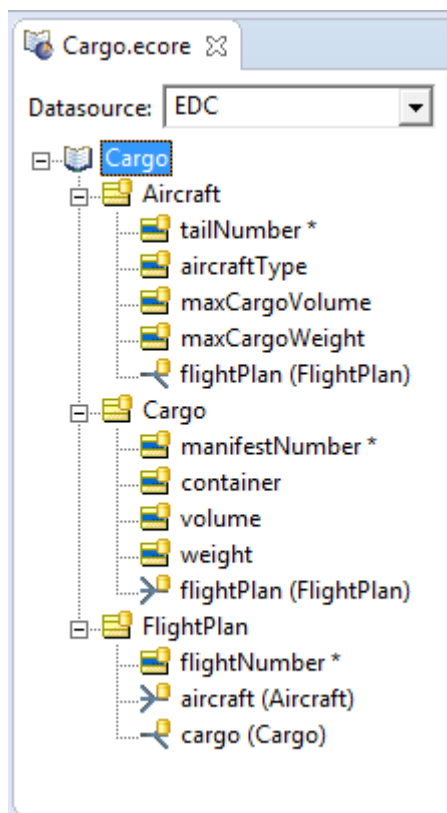 Cargo.ecore
Datasource: EDC
Cargo
Aircraft
tailNumber *
aircraftType
maxCargoVolume
maxCargoWeight
flightPlan (FlightPlan)
Cargo
manifestNumber *
container
volume
weight
flightPlan (FlightPlan)
FlightPlan
flightNumber *
aircraft (Aircraft)
cargo (Cargo)